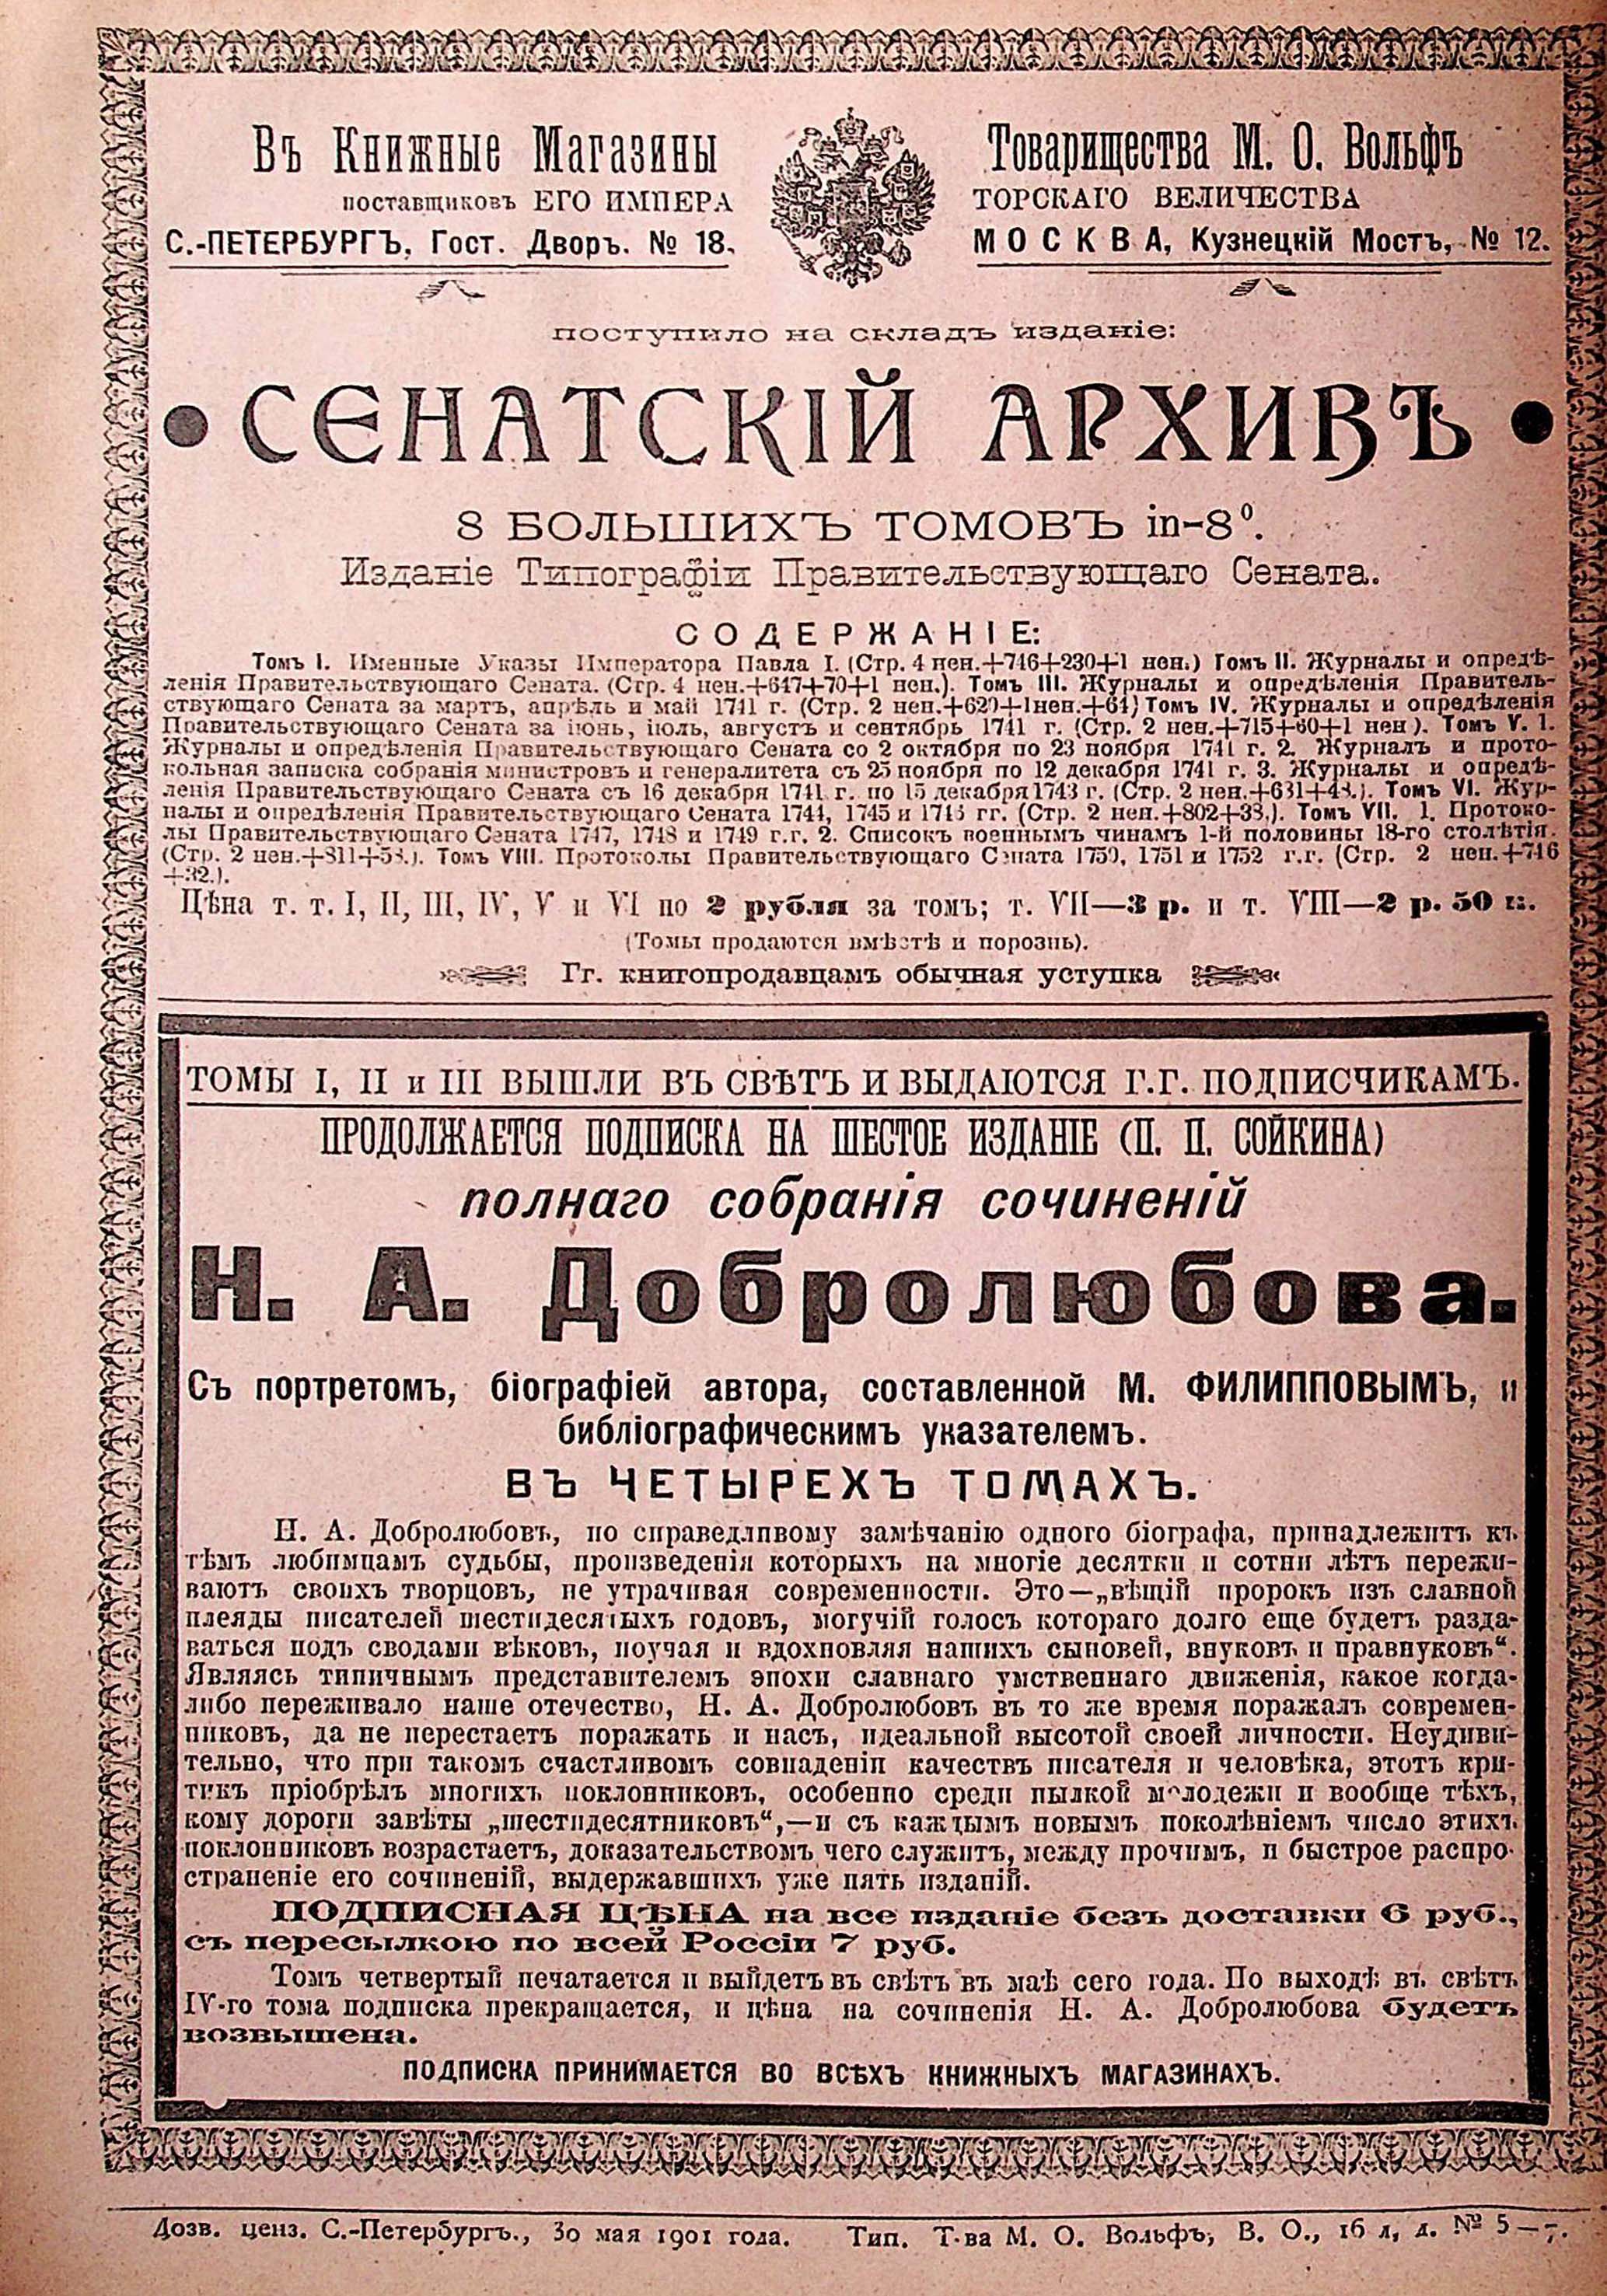 Въ Книжные Магазины Товарищества М. О. Вольфъ
поставщиковъ ЕГО ИМПЕРАТОРСКАГО ВЕЛИЧЕСТВА
С.-ПЕТЕРБУРГЪ, Гост. Дворъ. № 18. МОСКВА, Кузнецкій Мостъ, № 12.
поступило на складъ изданіе:
СЕНАТСКІЙ АРХИВЪ
8 БОЛЬШИХЪ ТОМОВЪ in-8⁰.
Изданіе Типографіи Правительствующаго Сената.
СОДЕРЖАНІЕ:
Томъ I. Именные Указы Императора Павла I. (Стр. 4 нен.+746+230+1 нен.) Томъ II. Журналы и опредѣ-
ленія Правительствующаго Сената. (Стр. 4 нен.+647+70+1 нен.). Томъ III. Журналы и опредѣленія Правитель-
ствующаго Сената за мартъ, апрѣль и май 1741 г. (Стр. 2 нен.+620+1нен.+64) Томъ IV. Журналы и опредѣленія
Правительствующаго Сената за іюнь, іюль, августъ и сентябрь 1741 г. (Стр. 2 нен.+715+60+1 нен). Томъ V. 1.
Журналы и опредѣленія Правительствующаго Сената со 2 октября по 23 ноября 1741 г. 2. Журналъ и прото-
кольная записка собранія министровъ и генералитета съ 25 ноября по 12 декабря 1741 г. 3. Журналы и опредѣ-
ленія Правительствующаго Сената съ 16 декабря 1741 г. по 15 декабря 1743 г. (Стр. 2 нен.+631+43.). Томъ VI. Жур-
налы и опредѣленія Правительствующаго Сената 1744, 1745 и 1746 гг. (Стр. 2 нен.+802+33,). Томъ VII. 1. Протоко-
лы Правительствующаго Сената 1747, 1748 и 1749 г.г. 2. Списокъ военнымъ чинамъ 1-й половины 18-го столѣтія.
(Стр. 2 нен.+811+53.). Томъ VIII. Протоколы Правительствующаго Сената 1750, 1751 и 1752 г.г. (Стр. 2 нен.+746
+32.).
Цѣна т. т. I, II, III, IV, V и VI по 2 рубля за томъ; т. VII—3 р. и т. VIII—2 р. 50 к.
(Томы продаются вмѣстѣ и порознь).
Гг. книгопродавцамъ обычная уступка
ТОМЫ I, II и III ВЫШЛИ ВЪ СВѢТЪ И ВЫДАЮТСЯ Г.Г. ПОДПИСЧИКАМЪ.
ПРОДОЛЖАЕТСЯ ПОДПИСКА НА ШЕСТОЕ ИЗДАНІЕ (П. П. СОЙКИНА)
полнаго собранія сочиненій
Н. А. Добролюбова.
Съ портретомъ, біографіей автора, составленной М. ФИЛИППОВЫМЪ, и
библіографическимъ указателемъ.
ВЪ ЧЕТЫРЕХЪ ТОМАХЪ.
Н. А. Добролюбовъ, по справедливому замѣчанію одного біографа, принадлежитъ къ
тѣмъ любимцамъ судьбы, произведенія которыхъ на многіе десятки и сотни лѣтъ пережи-
ваютъ своихъ творцовъ, не утрачивая современности. Это—„вѣщій пророкъ изъ славной
плеяды писателей шестидесятыхъ годовъ, могучій голосъ котораго долго еще будетъ разда-
ваться подъ сводами вѣковъ, поучая и вдохновляя нашихъ сыновей, внуковъ и правнуковъ“.
Являясь типичнымъ представителемъ эпохи славнаго умственнаго движенія, какое когда-
либо переживало наше отечество, Н. А. Добролюбовъ въ то же время поражалъ современ-
никовъ, да не перестаетъ поражать и насъ, идеальной высотой своей личности. Неудиви-
тельно, что при такомъ счастливомъ совпаденіи качествъ писателя и человѣка, этотъ кри-
тикъ пріобрѣлъ многихъ поклонниковъ, особенно среди пылкой молодежи и вообще тѣхъ,
кому дороги завѣты „шестидесятниковъ“,—и съ каждымъ новымъ поколѣніемъ число этихъ
поклонниковъ возрастаетъ, доказательствомъ чего служитъ, между прочимъ, и быстрое распро-
страненіе его сочиненій, выдержавшихъ уже пять изданій.
ПОДПИСНАЯ ЦѢНА на все изданіе безъ доставки 6 руб.,
съ пересылкою по всей Россіи 7 руб.
Томъ четвертый печатается и выйдетъ въ свѣтъ въ маѣ сего года. По выходѣ въ свѣтъ
IV-го тома подписка прекращается, и цѣна на сочиненія Н. А. Добролюбова будетъ
возвышена.
ПОДПИСКА ПРИНИМАЕТСЯ ВО ВСѢХЪ КНИЖНЫХЪ МАГАЗИНАХЪ.
Дозв. ценз. С.-Петербургъ., 30 мая 1901 года. Тип. Т-ва М. О. Вольфъ, В. О., 16 л, д. № 5—7.